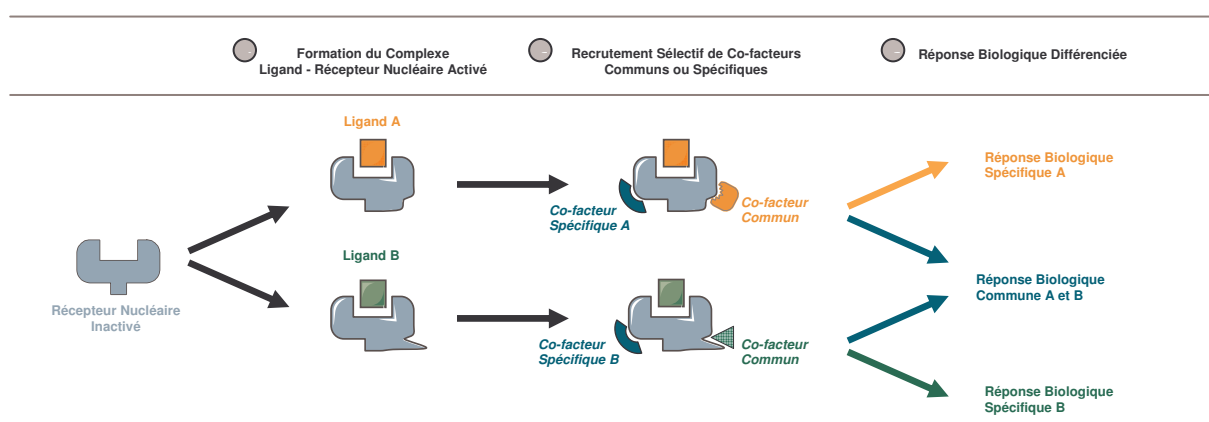 Formation du Complexe
Ligand - Récepteur Nucléaire Activé
Recrutement Sélectif de Co-facteurs
Communs ou Spécifiques
Réponse Biologique Différenciée
Ligand A
Co-facteur
Spécifique A
Co-facteur
Commun
Réponse Biologique
Spécifique A
Récepteur Nucléaire
Inactivé
Ligand B
Co-facteur
Spécifique B
Co-facteur
Commun
Réponse Biologique
Commune A et B
Réponse Biologique
Spécifique B